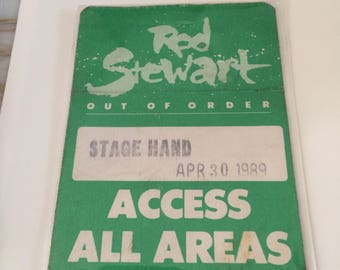 Rod
Stewart
OUT OF ORDER
STAGE HAND
APR 30 1989
ACCESS
ALL AREAS